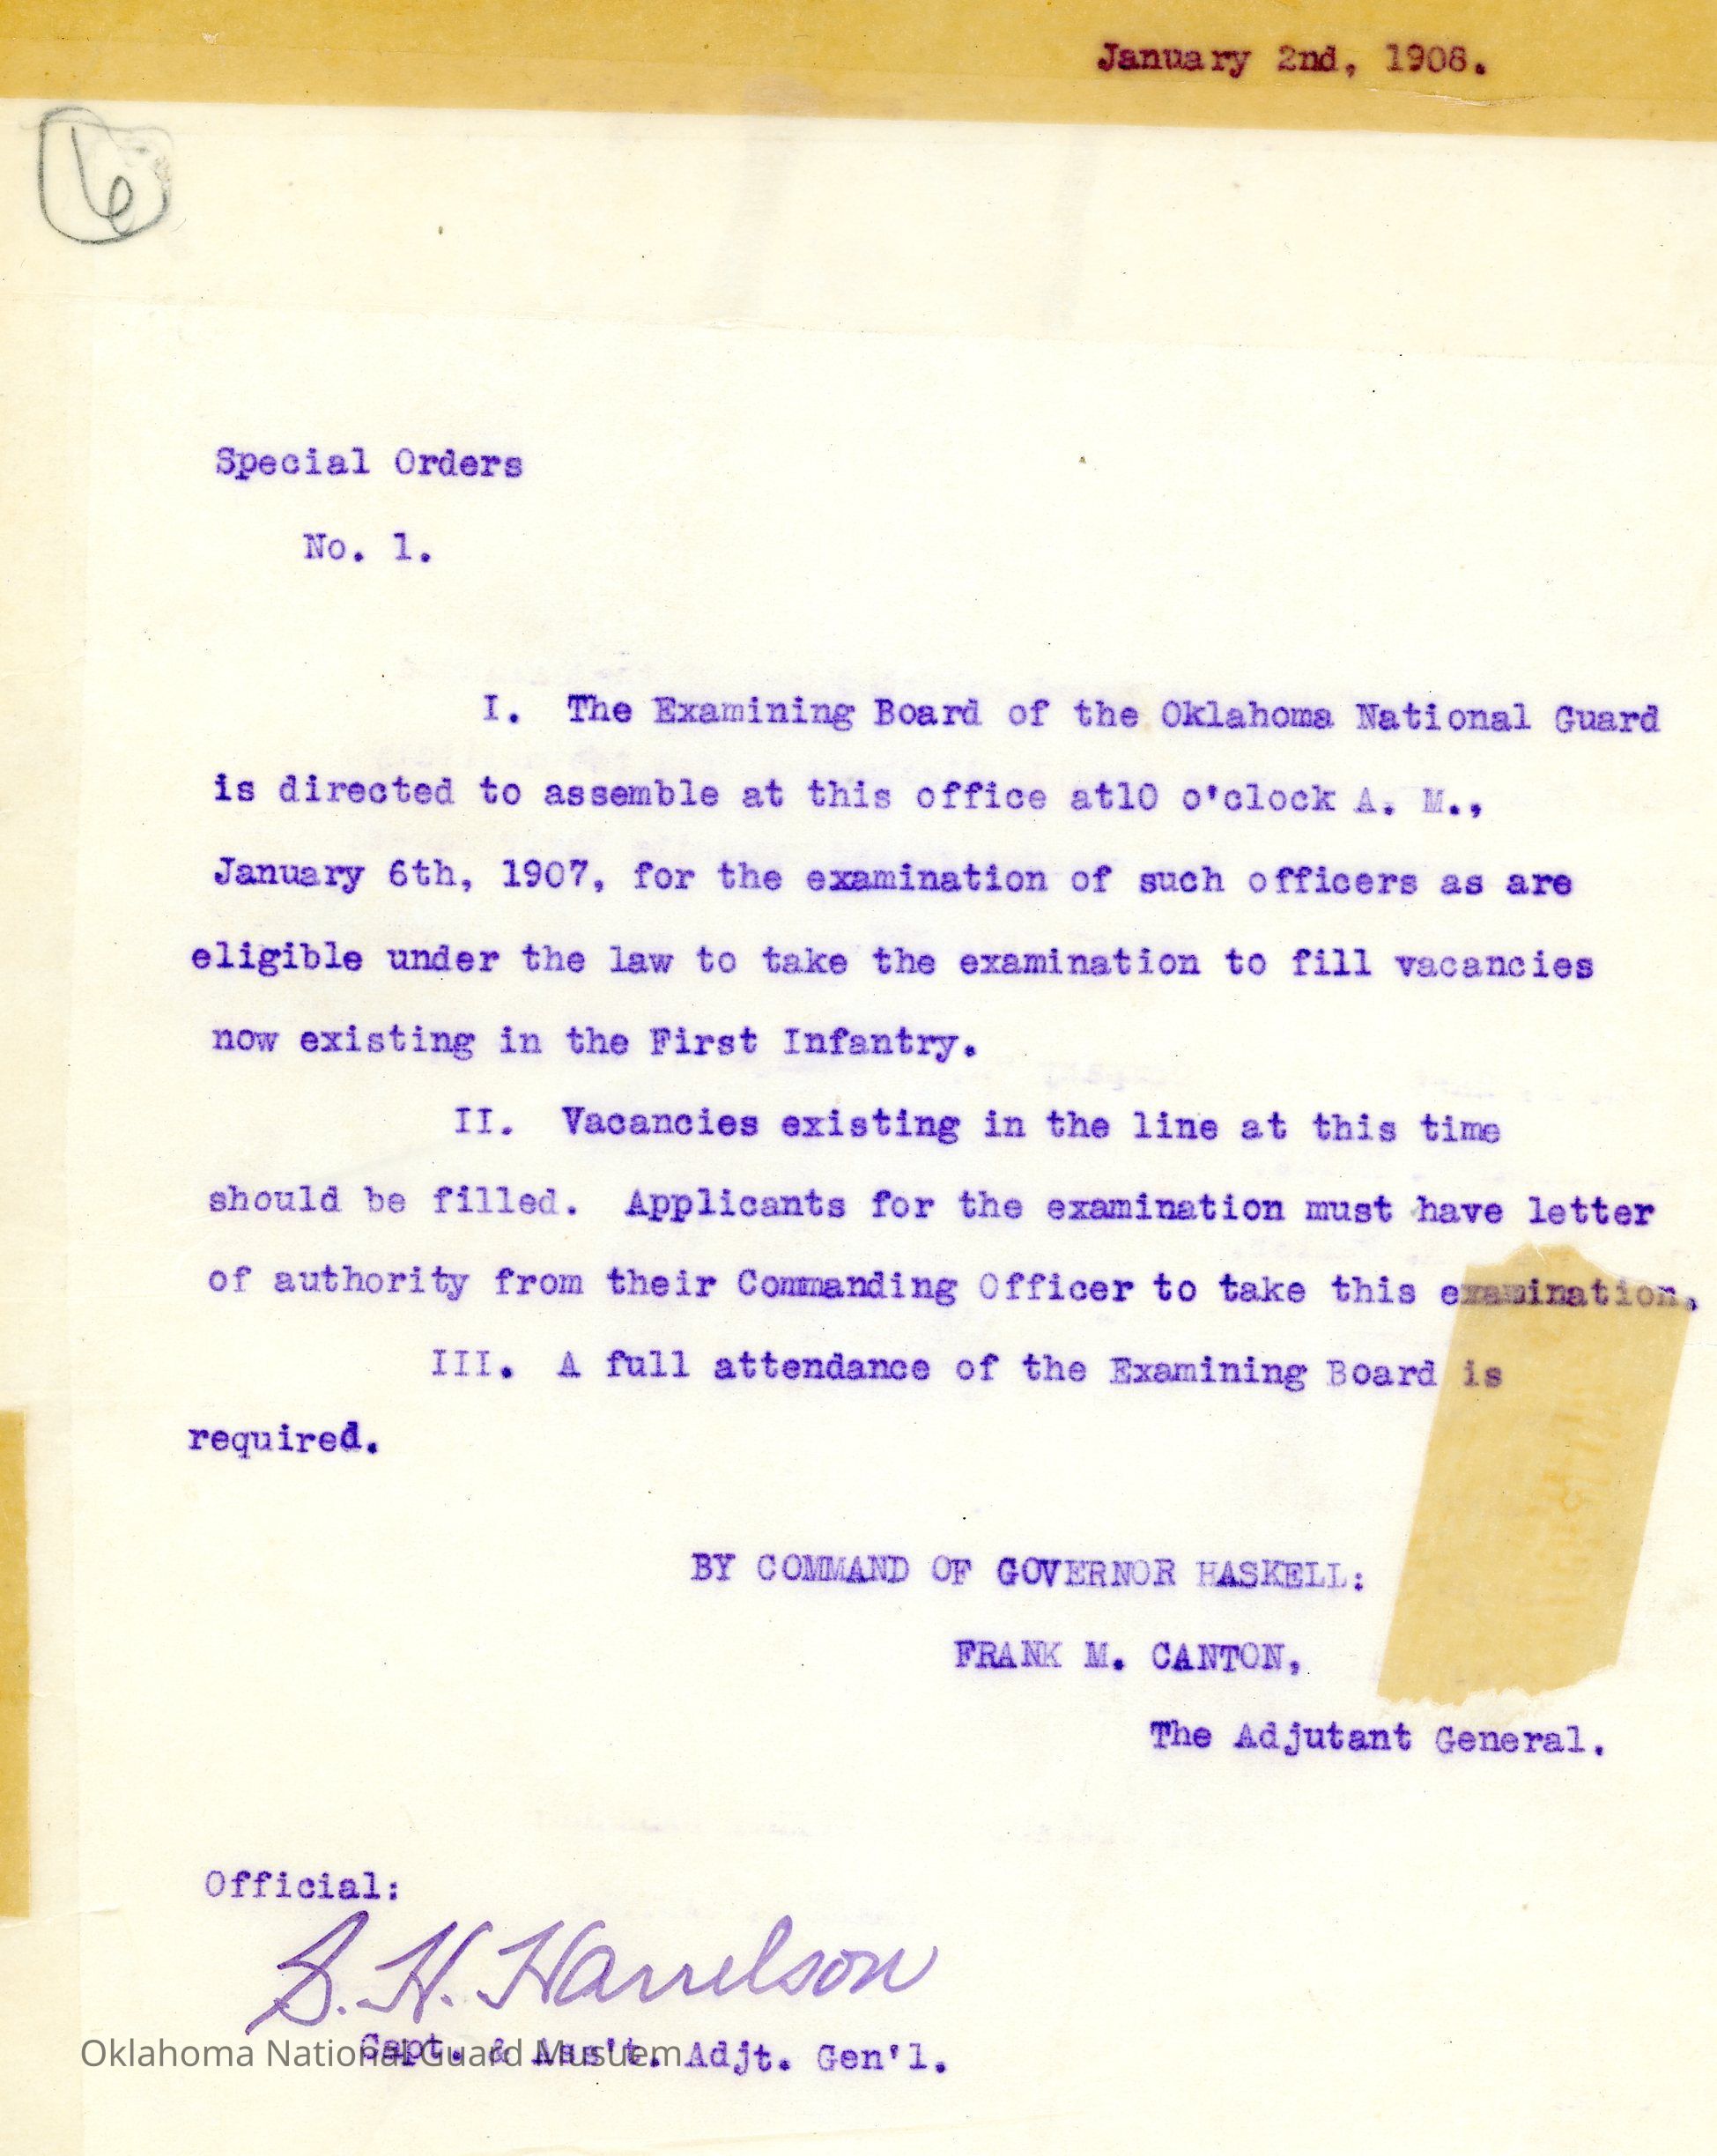 January 2nd, 1908.
6
Special Orders
No. 1.
I. The Examining Board of the Oklahoma National Guard
is directed to assemble at this office at10 o'clock A. M.,
January 6th, 1907, for the examination of such officers as are
eligible under the law to take the examination to fill vacancies
now existing in the First Infantry.
II. Vacancies existing in the line at this time
should be filled. Applicants for the examination must have letter
of authority from their Commanding Officer to take this examination.
III. A full attendance of the Examining Board is
required.
BY COMMAND OF GOVERNOR HASKELL:
FRANK M. CANTON,
The Adjutant General.
Official:
S. H. Harrelson
Capt. & Ass't. Adjt. Gen'l.
Oklahoma National Guard Musuem